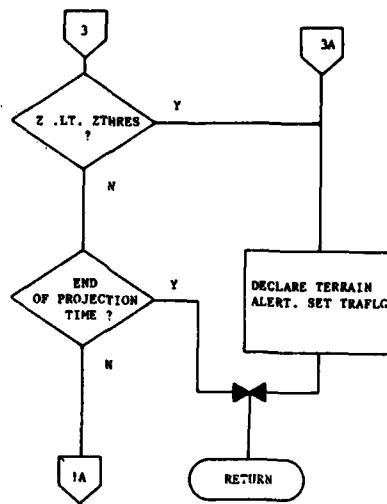 3
3A
Z .LT. ZTHRES
?
Y
N
END
OF PROJECTION
TIME ?
Y
N
DECLARE TERRAIN
ALERT. SET TRAFLG
1A
RETURN